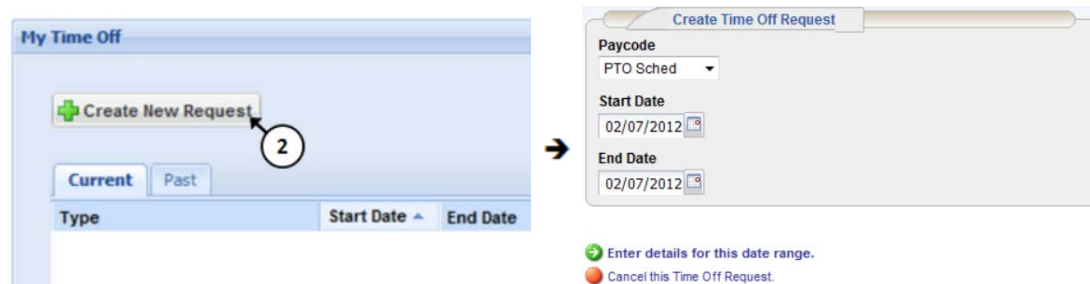 My Time Off
Create New Request
2
Current Past
Type Start Date End Date
Create Time Off Request
Paycode
PTO Sched
Start Date
02/07/2012
End Date
02/07/2012
Enter details for this date range.
Cancel this Time Off Request.